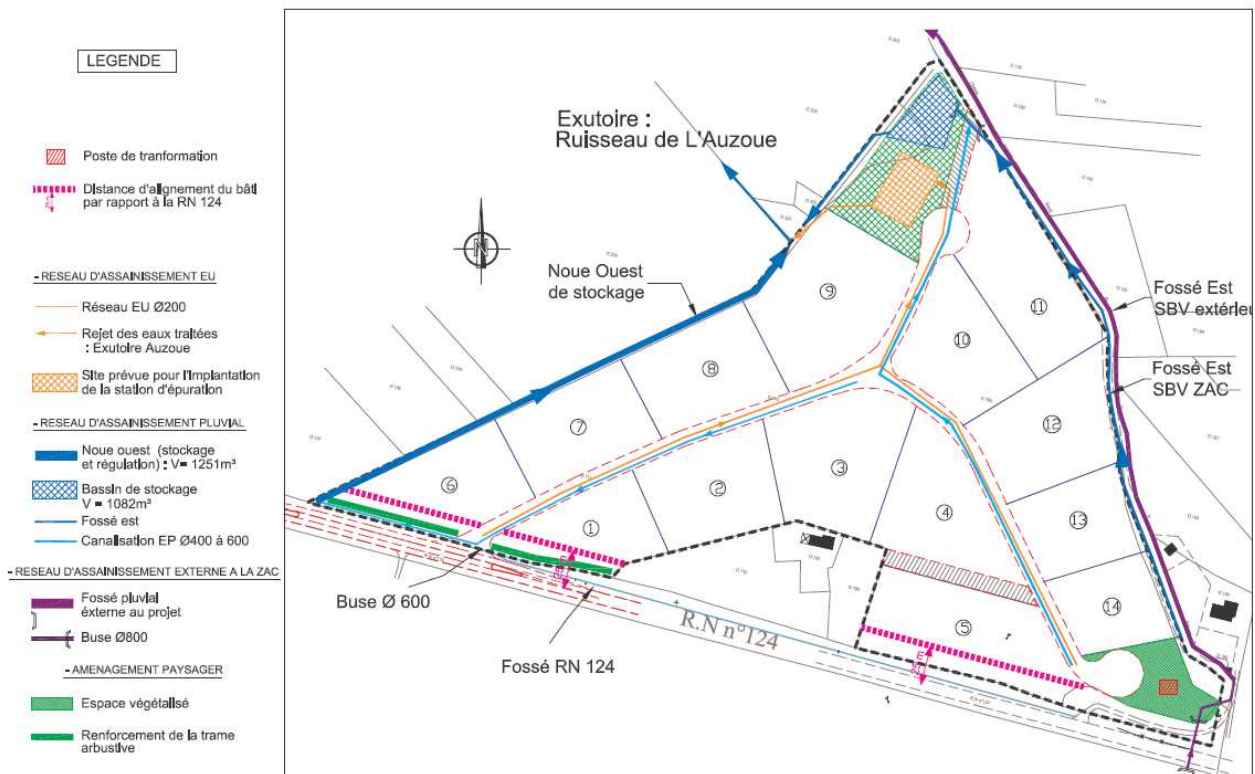 LEGENDE
Poste de tranformation
Distance d'alignement du bâti
par rapport à la RN 124
- RESEAU D'ASSAINISSEMENT EU
Réseau EU Ø200
Rejet des eaux traitées
: Exutoire Auzoue
Site prévue pour l'implantation
de la station d'épuration
- RESEAU D'ASSAINISSEMENT PLUVIAL
Noue ouest (stockage
et régulation) : V= 1251m³
Bassin de stockage
V = 1082m³
Fossé est
Canalisation EP Ø400 à 600
- RESEAU D'ASSAINISSEMENT EXTERNE A LA ZAC
Fossé pluvial
éxterne au projet
Buse Ø800
- AMENAGEMENT PAYSAGER
Espace végétalisé
Renforcement de la trame
arbustive
Exutoire :
Ruisseau de L'Auzoue
N
Noue Ouest
de stockage
Fossé Est
SBV extérieu
Fossé Est
SBV ZAC
9
11
10
8
12
7
3
6
2
4
13
1
14
5
25 m
Buse Ø 600
R.N n°124
25 m
Fossé RN 124